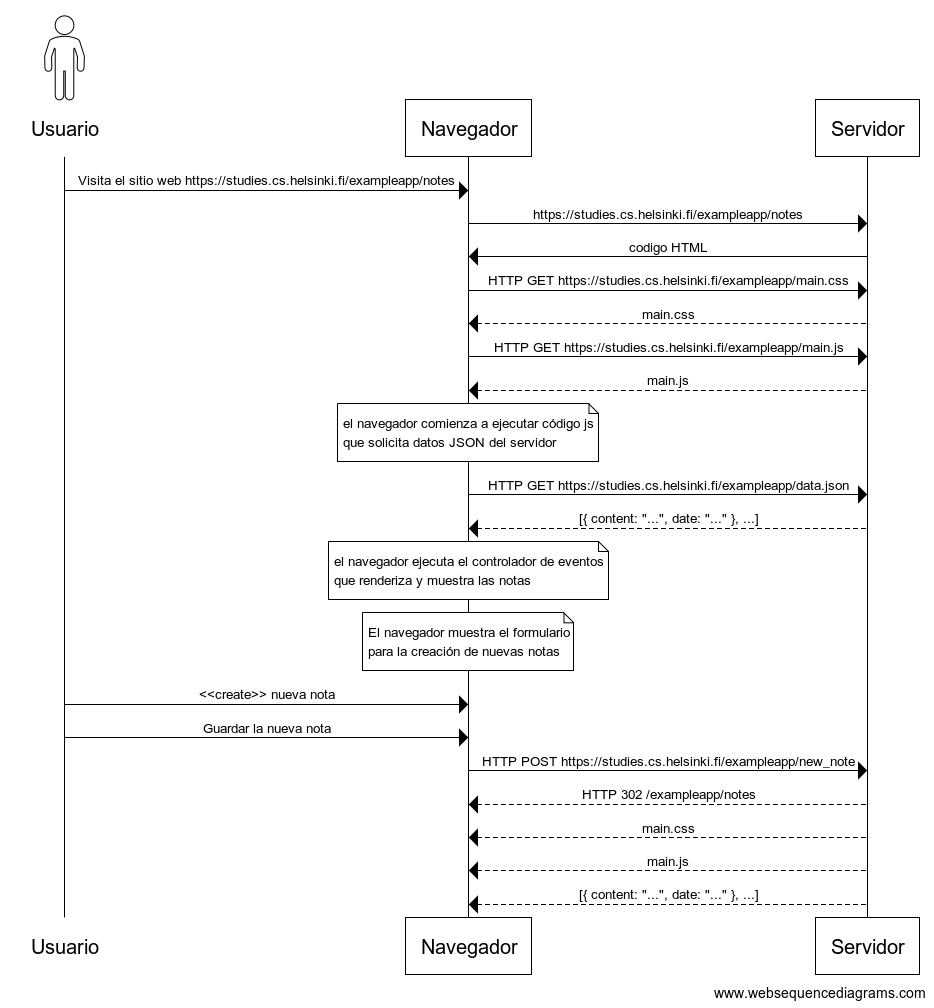 Usuario
Navegador
Servidor
Visita el sitio web https://studies.cs.helsinki.fi/exampleapp/notes
https://studies.cs.helsinki.fi/exampleapp/notes
codigo HTML
HTTP GET https://studies.cs.helsinki.fi/exampleapp/main.css
main.css
HTTP GET https://studies.cs.helsinki.fi/exampleapp/main.js
main.js
el navegador comienza a ejecutar código js
que solicita datos JSON del servidor
HTTP GET https://studies.cs.helsinki.fi/exampleapp/data.json
[{ content: "...", date: "..." }, ...]
el navegador ejecuta el controlador de eventos
que renderiza y muestra las notas
El navegador muestra el formulario
para la creación de nuevas notas
<<create>> nueva nota
Guardar la nueva nota
HTTP POST https://studies.cs.helsinki.fi/exampleapp/new_note
HTTP 302 /exampleapp/notes
main.css
main.js
[{ content: "...", date: "..." }, ...]
Usuario
Navegador
Servidor
www.websequencediagrams.com